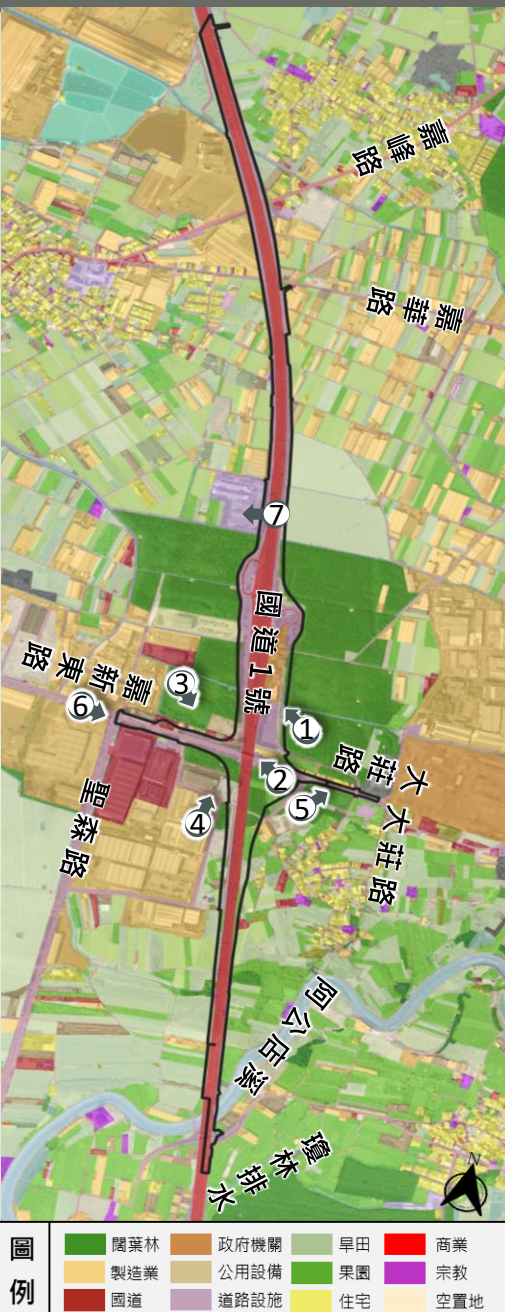 嘉峰路
嘉華路
⑦
國道1號
嘉新東路
③
⑥
①
②
大莊路
④
⑤
大莊路
聖森路
阿公店溪
瓊林排水
N
圖例
闊葉林 政府機關 旱田 商業
製造業 公用設備 果園 宗教
國道 道路設施 住宅 空置地